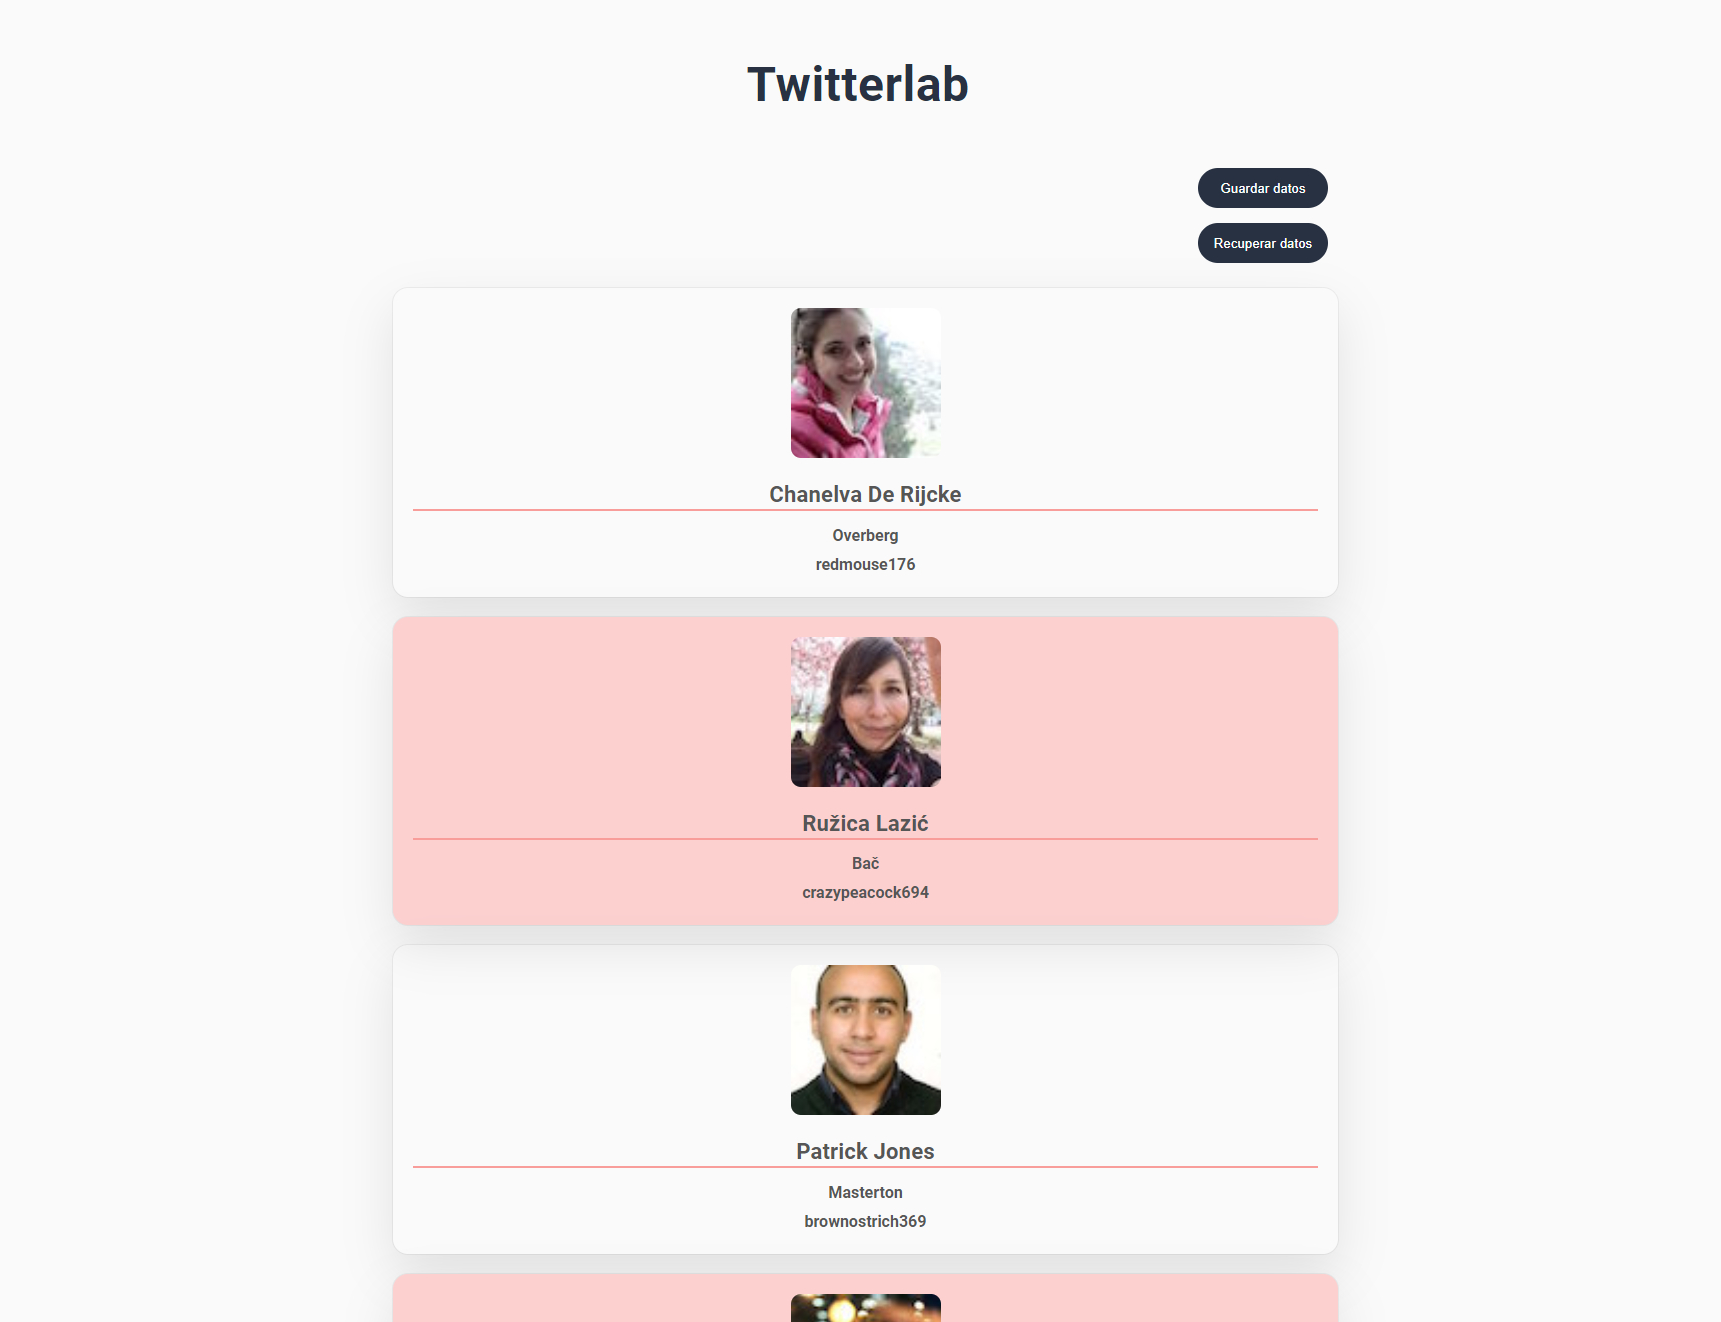 Twitterlab
Guardar datos
Recuperar datos
Chanelva De Rijcke
Overberg
redmouse176
Ružica Lazić
Bač
crazypeacock694
Patrick Jones
Masterton
brownostrich369